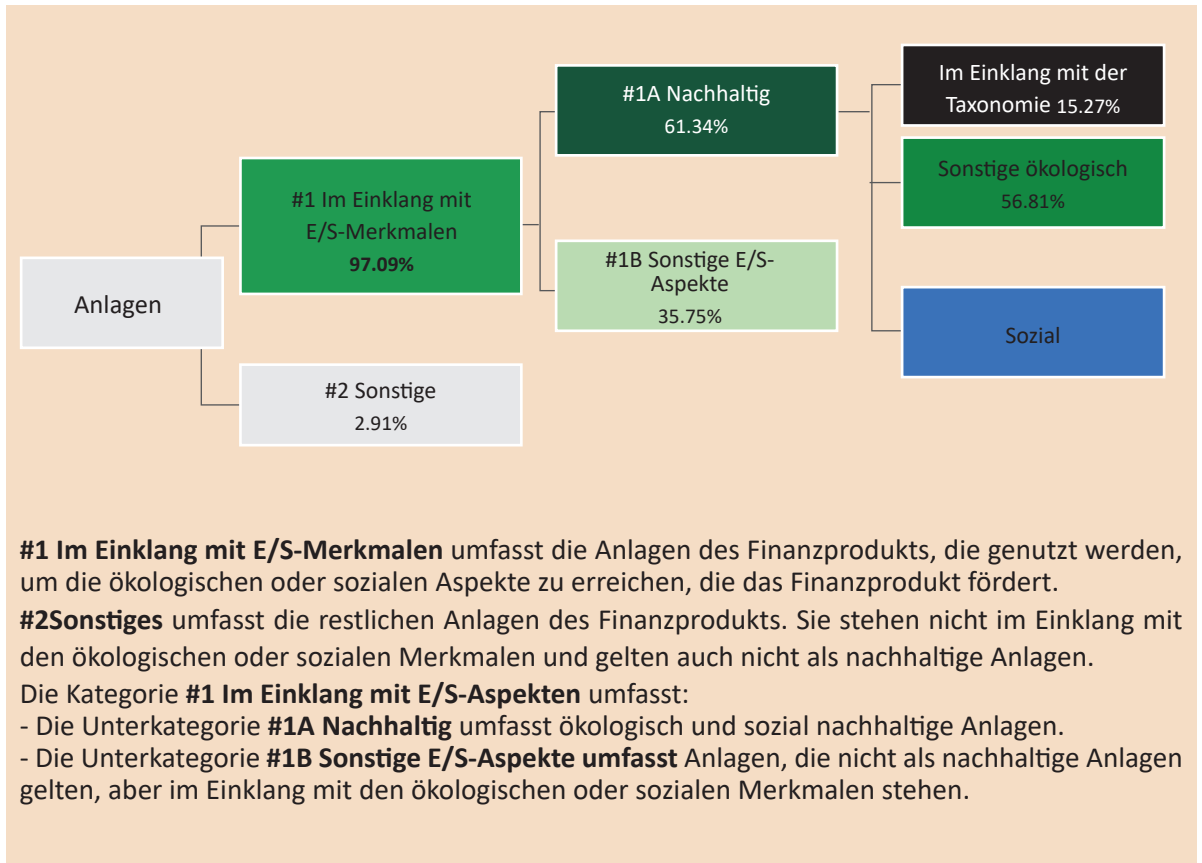 Anlagen
#1 Im Einklang mit
E/S-Merkmalen
97.09%
#2 Sonstige
2.91%
#1A Nachhaltig
61.34%
#1B Sonstige E/S-
Aspekte
35.75%
Im Einklang mit der
Taxonomie 15.27%
Sonstige ökologisch
56.81%
Sozial
#1 Im Einklang mit E/S-Merkmalen umfasst die Anlagen des Finanzprodukts, die genutzt werden,
um die ökologischen oder sozialen Aspekte zu erreichen, die das Finanzprodukt fördert.
#2Sonstiges umfasst die restlichen Anlagen des Finanzprodukts. Sie stehen nicht im Einklang mit
den ökologischen oder sozialen Merkmalen und gelten auch nicht als nachhaltige Anlagen.
Die Kategorie #1 Im Einklang mit E/S-Aspekten umfasst:
- Die Unterkategorie #1A Nachhaltig umfasst ökologisch und sozial nachhaltige Anlagen.
- Die Unterkategorie #1B Sonstige E/S-Aspekte umfasst Anlagen, die nicht als nachhaltige Anlagen
gelten, aber im Einklang mit den ökologischen oder sozialen Merkmalen stehen.